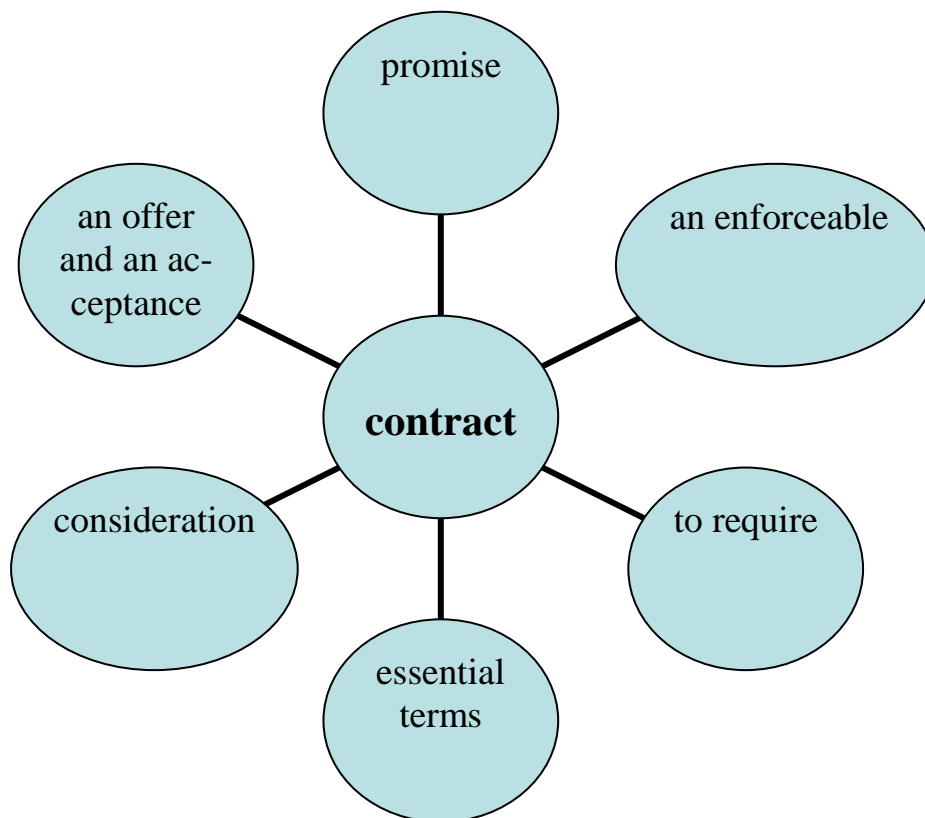 promise
an offer
and an ac-
ceptance
an enforceable
contract
consideration
to require
essential
terms